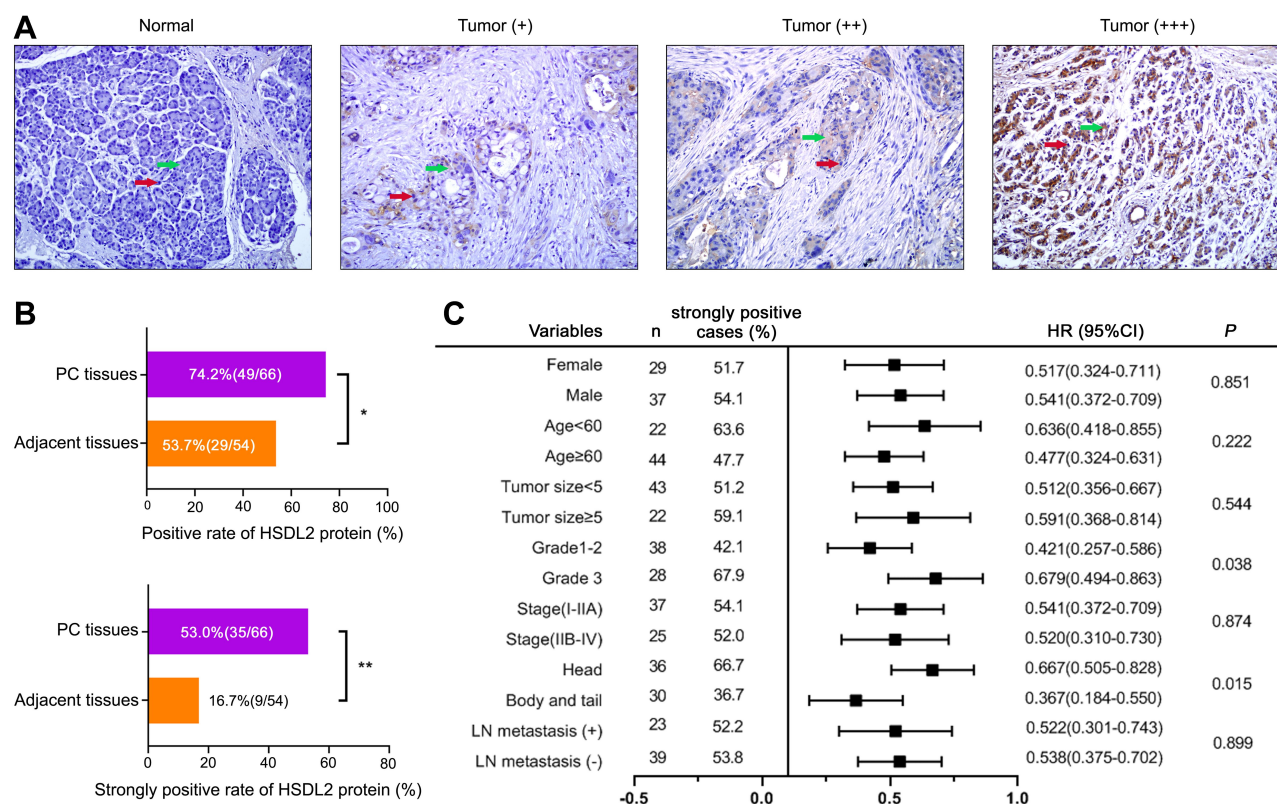 A
Normal
Tumor (+)
Tumor (++)
Tumor (+++)
B
PC tissues
74.2%(49/66)
*
Adjacent tissues
53.7%(29/54)
0 20 40 60 80 100
Positive rate of HSDL2 protein (%)
PC tissues
53.0%(35/66)
**
Adjacent tissues
16.7%(9/54)
0 20 40 60 80
Strongly positive rate of HSDL2 protein (%)
C
Variables n strongly positive cases (%) HR (95%CI) P
Female 29 51.7 0.517(0.324-0.711)
0.851
Male 37 54.1 0.541(0.372-0.709)
Age<60 22 63.6 0.636(0.418-0.855)
0.222
Age≥60 44 47.7 0.477(0.324-0.631)
Tumor size<5 43 51.2 0.512(0.356-0.667)
0.544
Tumor size≥5 22 59.1 0.591(0.368-0.814)
Grade1-2 38 42.1 0.421(0.257-0.586)
0.038
Grade 3 28 67.9 0.679(0.494-0.863)
Stage(I-IIA) 37 54.1 0.541(0.372-0.709)
0.874
Stage(IIB-IV) 25 52.0 0.520(0.310-0.730)
Head 36 66.7 0.667(0.505-0.828)
0.015
Body and tail 30 36.7 0.367(0.184-0.550)
LN metastasis (+) 23 52.2 0.522(0.301-0.743)
0.899
LN metastasis (-) 39 53.8 0.538(0.375-0.702)
-0.5 0.0 0.5 1.0